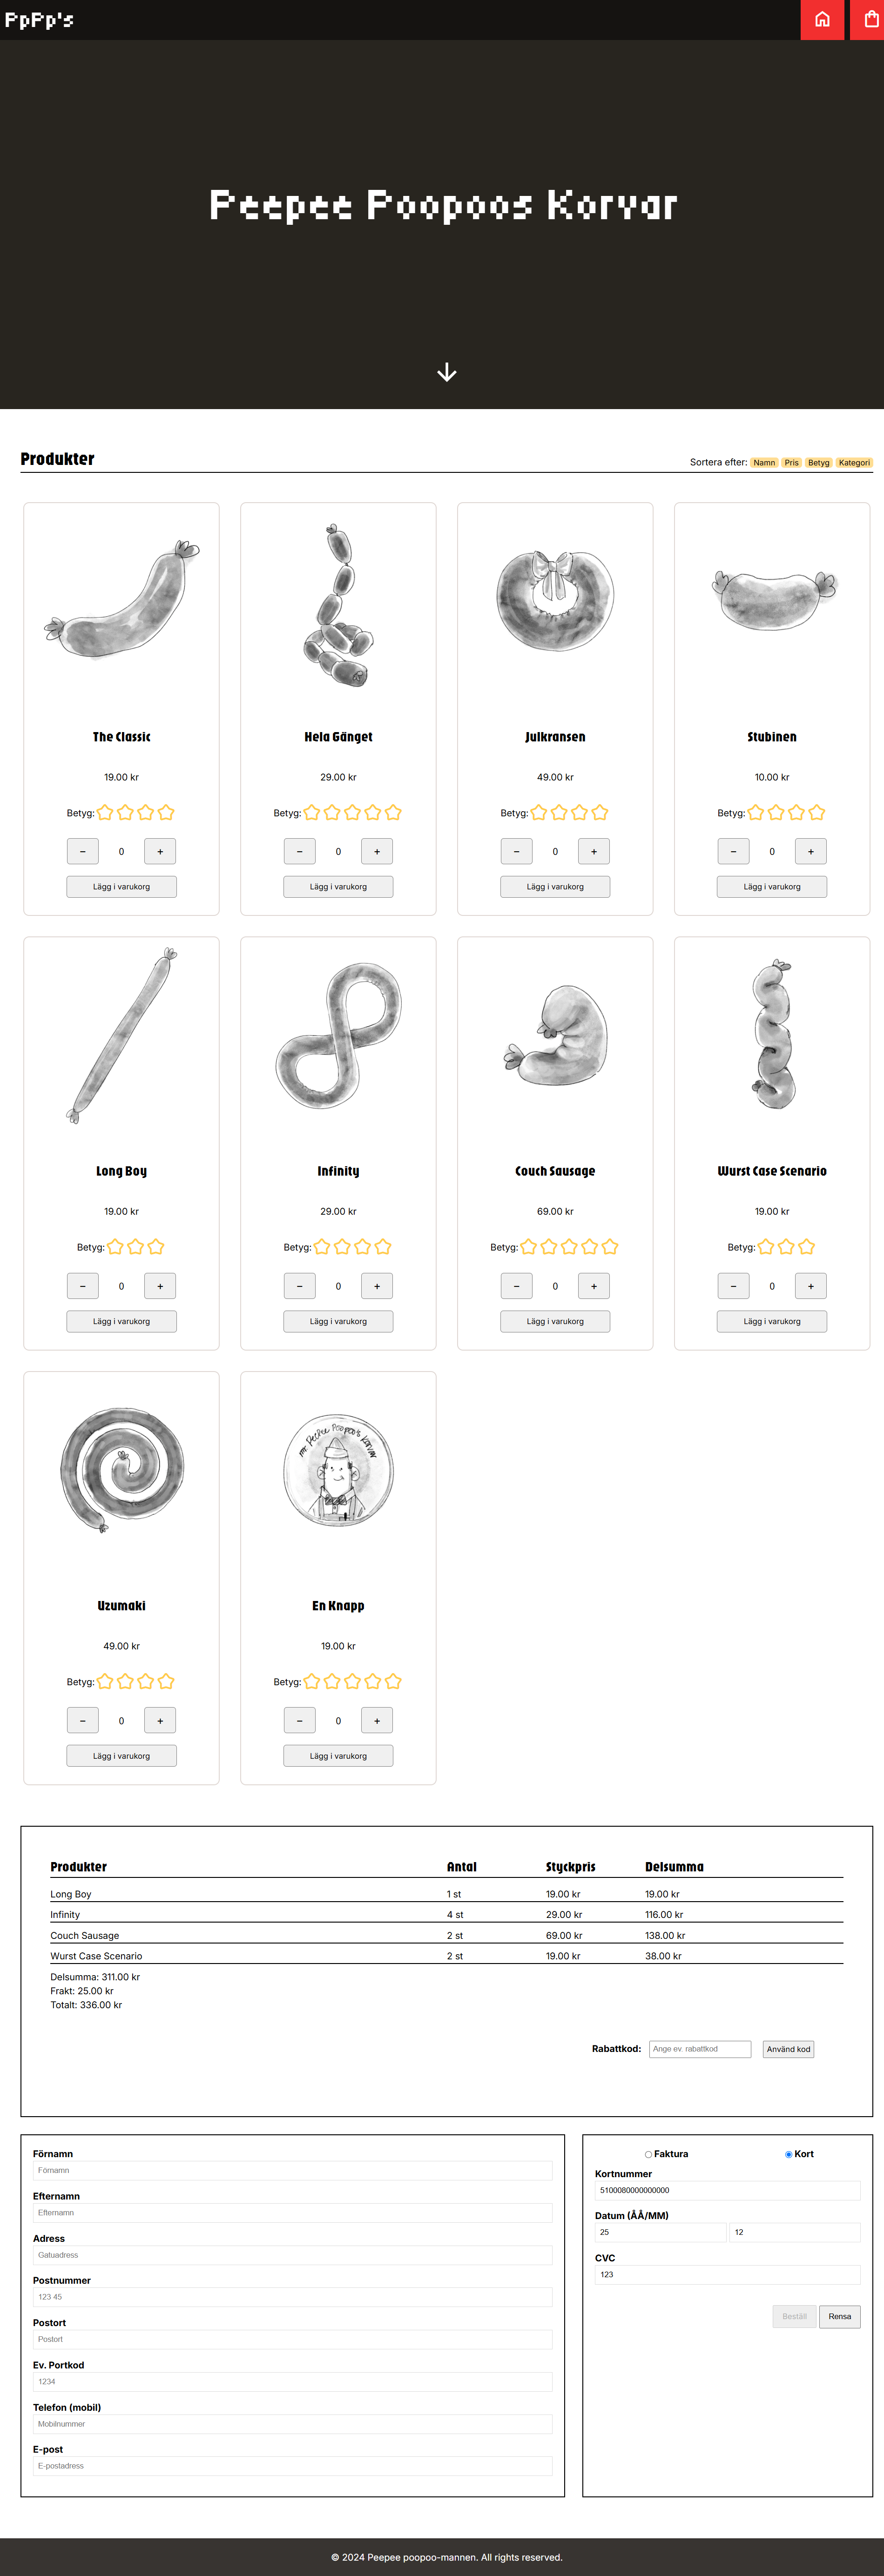 PpPp's
Peepee Poopoos Korvar
Produkter
Sortera efter: Namn Pris Betyg Kategori
The Classic
19.00 kr
Betyg:
− 0 +
Lägg i varukorg
Hela Gänget
29.00 kr
Betyg:
− 0 +
Lägg i varukorg
Julkransen
49.00 kr
Betyg:
− 0 +
Lägg i varukorg
Stubinen
10.00 kr
Betyg:
− 0 +
Lägg i varukorg
Long Boy
19.00 kr
Betyg:
− 0 +
Lägg i varukorg
Infinity
29.00 kr
Betyg:
− 0 +
Lägg i varukorg
Couch Sausage
69.00 kr
Betyg:
− 0 +
Lägg i varukorg
Wurst Case Scenario
19.00 kr
Betyg:
− 0 +
Lägg i varukorg
Uzumaki
49.00 kr
Betyg:
− 0 +
Lägg i varukorg
mr PeePee Poopoo's KORVAR
En Knapp
19.00 kr
Betyg:
− 0 +
Lägg i varukorg
Produkter Antal Styckpris Delsumma
Long Boy 1 st 19.00 kr 19.00 kr
Infinity 4 st 29.00 kr 116.00 kr
Couch Sausage 2 st 69.00 kr 138.00 kr
Wurst Case Scenario 2 st 19.00 kr 38.00 kr
Delsumma: 311.00 kr
Frakt: 25.00 kr
Totalt: 336.00 kr
Rabattkod: Ange ev. rabattkod Använd kod
Förnamn
Förnamn
Efternamn
Efternamn
Adress
Gatuadress
Postnummer
123 45
Postort
Postort
Ev. Portkod
1234
Telefon (mobil)
Mobilnummer
E-post
E-postadress
Faktura Kort
Kortnummer
5100080000000000
Datum (ÅÅ/MM)
25 12
CVC
123
Beställ Rensa
© 2024 Peepee poopoo-mannen. All rights reserved.